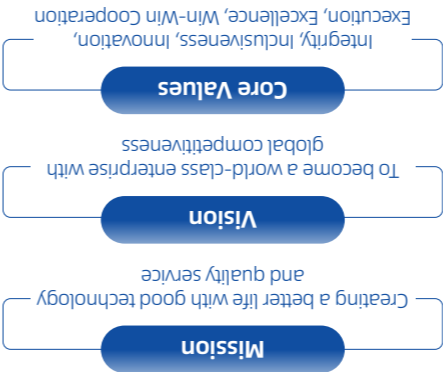 Mission
Creating a better life with good technology
and quality service
Vision
To become a world-class enterprise with
global competitiveness
Core Values
Integrity, Inclusiveness, Innovation,
Execution, Excellence, Win-Win Cooperation